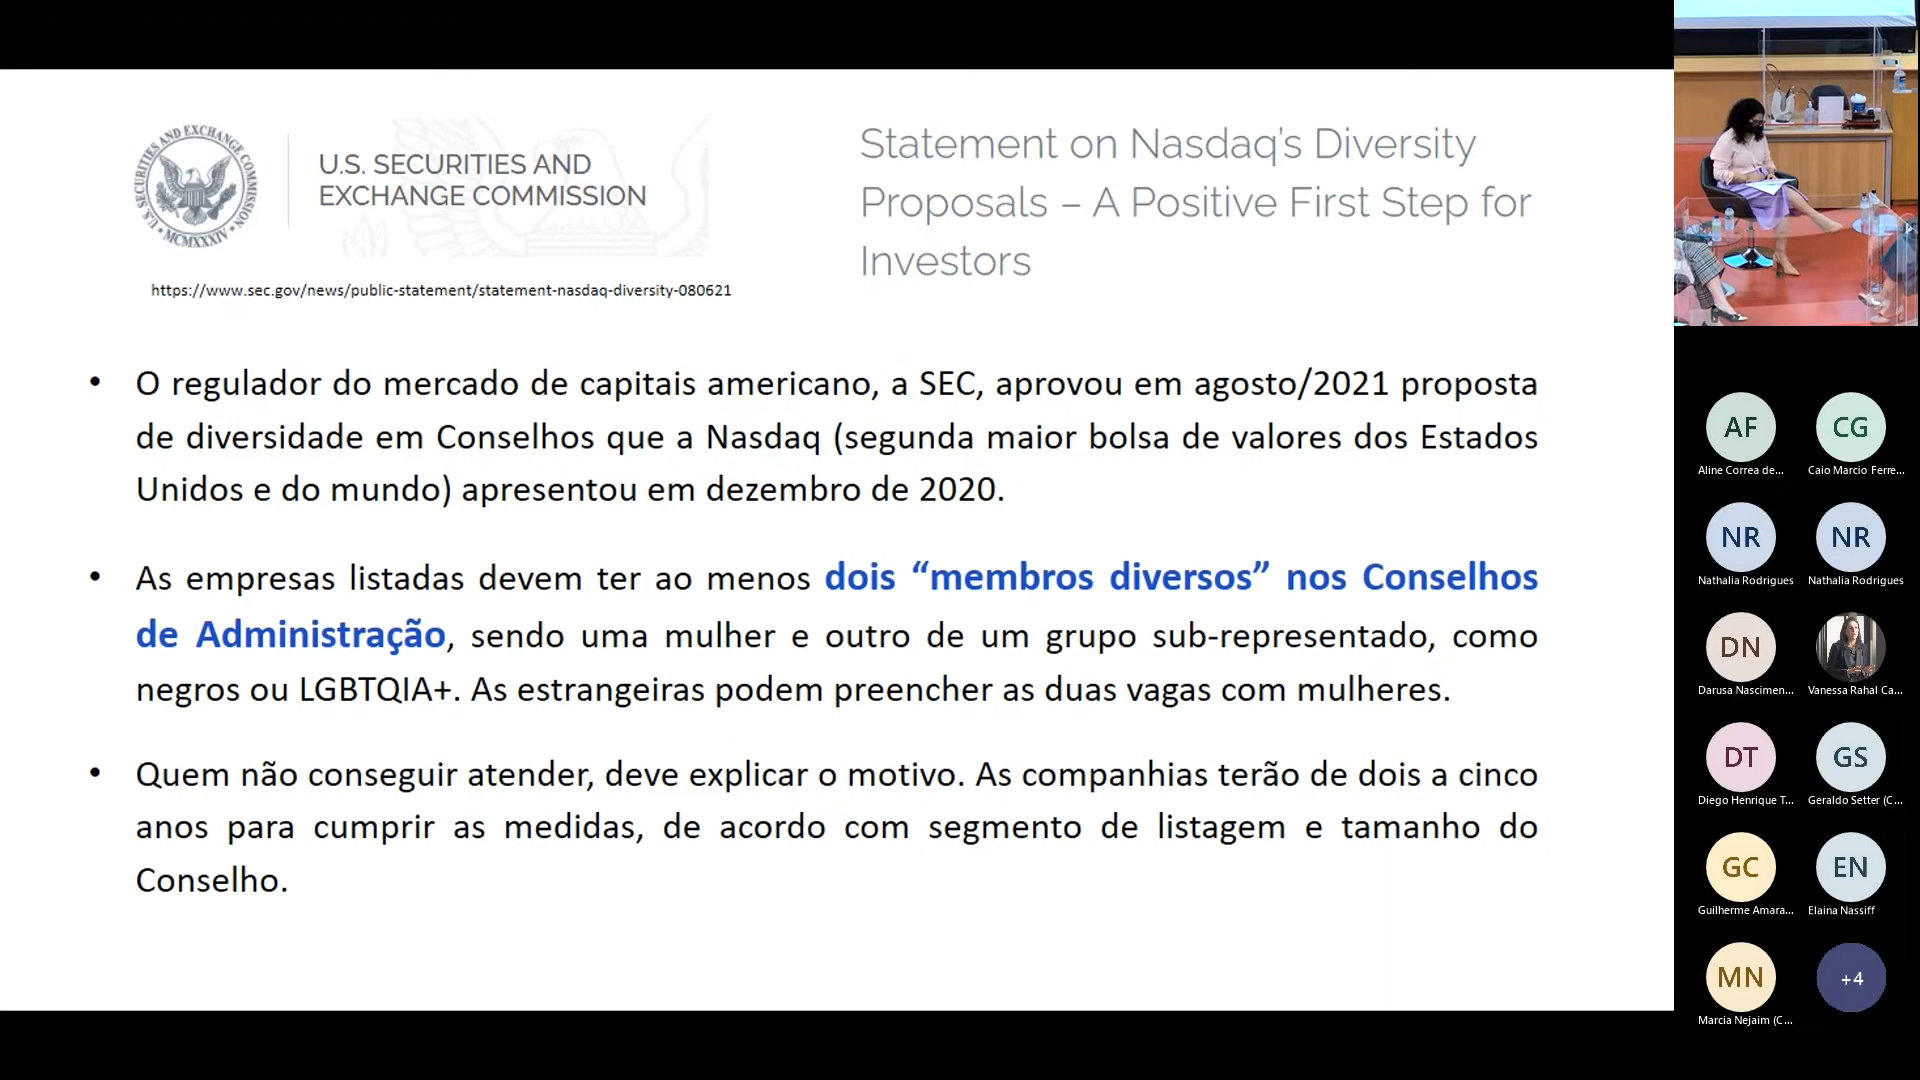 U.S. SECURITIES AND EXCHANGE COMMISSION
MCMXXXIV
U.S. SECURITIES AND
EXCHANGE COMMISSION
https://www.sec.gov/news/public-statement/statement-nasdaq-diversity-080621
Statement on Nasdaq’s Diversity
Proposals – A Positive First Step for
Investors
• O regulador do mercado de capitais americano, a SEC, aprovou em agosto/2021 proposta
de diversidade em Conselhos que a Nasdaq (segunda maior bolsa de valores dos Estados
Unidos e do mundo) apresentou em dezembro de 2020.
• As empresas listadas devem ter ao menos dois “membros diversos” nos Conselhos
de Administração, sendo uma mulher e outro de um grupo sub-representado, como
negros ou LGBTQIA+. As estrangeiras podem preencher as duas vagas com mulheres.
• Quem não conseguir atender, deve explicar o motivo. As companhias terão de dois a cinco
anos para cumprir as medidas, de acordo com segmento de listagem e tamanho do
Conselho.
AF
CG
Aline Correa de...
Caio Marcio Ferre...
NR
NR
Nathalia Rodrigues
Nathalia Rodrigues
DN
Darusa Nascimen...
Vanessa Rahal Ca...
DT
GS
Diego Henrique T...
Geraldo Setter (C...
GC
EN
Guilherme Amara...
Elaina Nassiff
MN
+4
Marcia Nejaim (C...